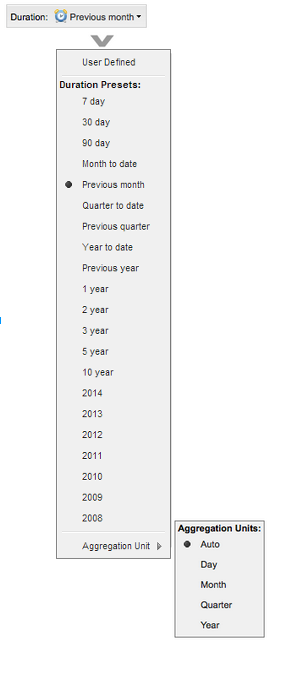 Duration: Previous month
User Defined
Duration Presets:
7 day
30 day
90 day
Month to date
Previous month
Quarter to date
Previous quarter
Year to date
Previous year
1 year
2 year
3 year
5 year
10 year
2014
2013
2012
2011
2010
2009
2008
Aggregation Unit
Aggregation Units:
Auto
Day
Month
Quarter
Year